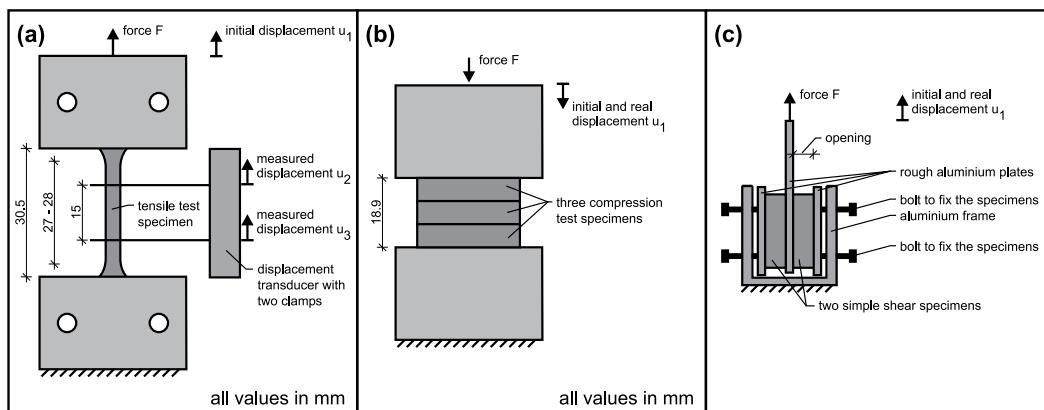 (a)
force F
initial displacement u1
measured
displacement u2
30.5
27 - 28
15
tensile test
specimen
measured
displacement u3
displacement
transducer with
two clamps
all values in mm
(b)
force F
initial and real
displacement u1
18.9
three compression
test specimens
all values in mm
(c)
force F
initial and real
displacement u1
opening
rough aluminium plates
bolt to fix the specimens
aluminium frame
bolt to fix the specimens
two simple shear specimens